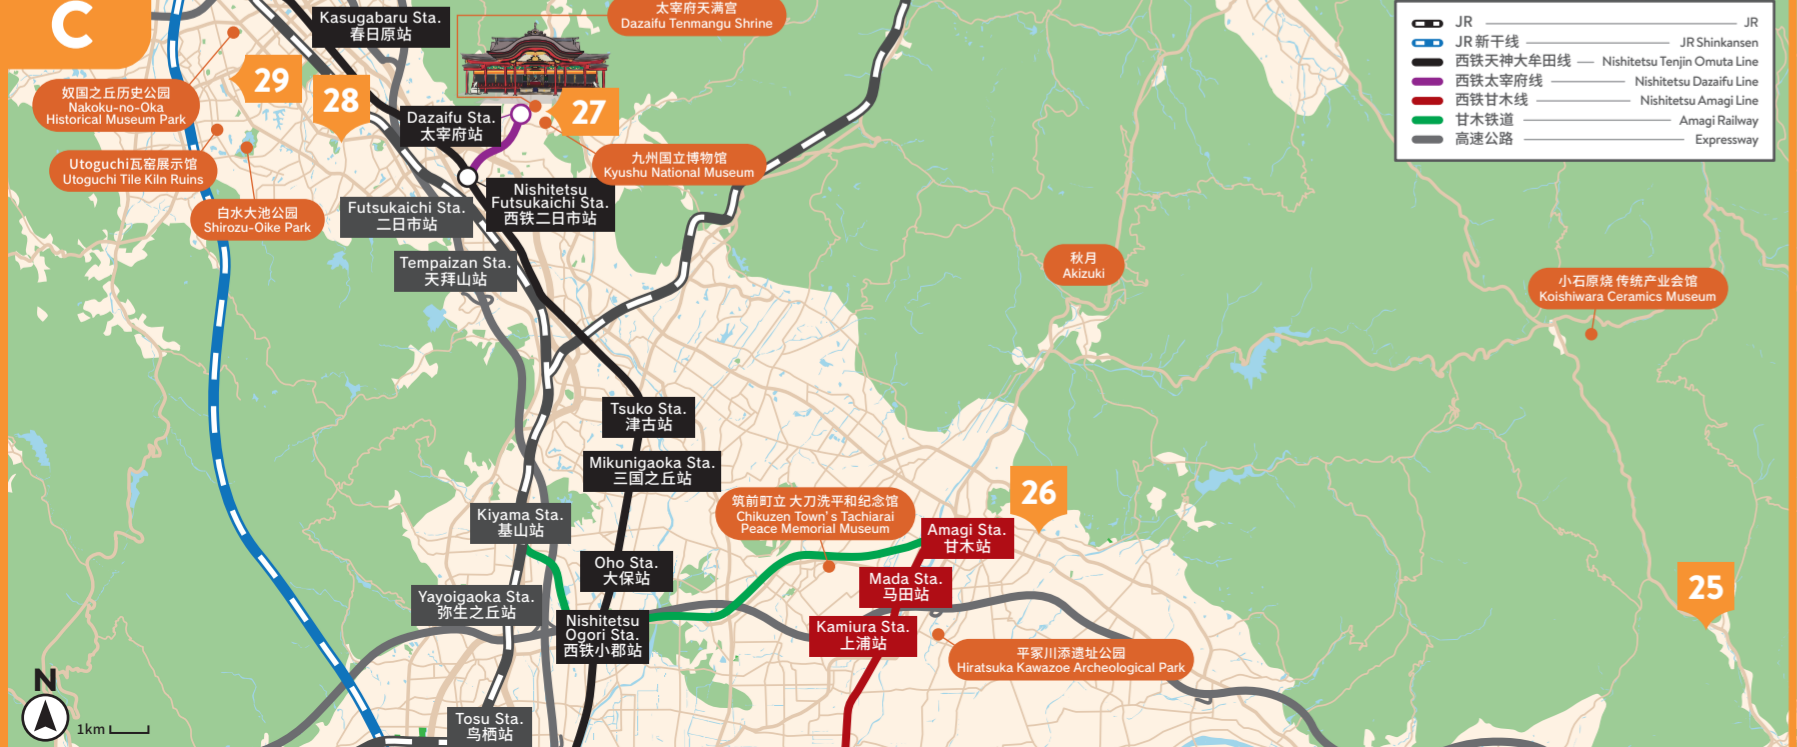 C
Kasugabaru Sta.
春日原站
太宰府天满宫
Dazaifu Tenmangu Shrine
JR
JR
JR 新干线
JR Shinkansen
西铁天神大牟田线
Nishitetsu Tenjin Omuta Line
西铁太宰府线
Nishitetsu Dazaifu Line
西铁甘木线
Nishitetsu Amagi Line
甘木铁道
Amagi Railway
高速公路
Expressway
29
28
27
奴国之丘历史公园
Nakoku-no-Oka
Historical Museum Park
Dazaifu Sta.
太宰府站
Utoguchi瓦窑展示馆
Utoguchi Tile Kiln Ruins
九州国立博物馆
Kyushu National Museum
白水大池公园
Shirozu-Oike Park
Futsukaichi Sta.
二日市站
Nishitetsu
Futsukaichi Sta.
西铁二日市站
Tempaizan Sta.
天拜山站
秋月
Akizuki
小石原烧 传统产业会馆
Koishiwara Ceramics Museum
Tsuko Sta.
津古站
Mikunigaoka Sta.
三国之丘站
26
筑前町立 大刀洗平和纪念馆
Chikuzen Town's Tachiarai
Peace Memorial Museum
Kiyama Sta.
基山站
Amagi Sta.
甘木站
Oho Sta.
大保站
Mada Sta.
马田站
25
Yayoigaoka Sta.
弥生之丘站
Nishitetsu
Ogori Sta.
西铁小郡站
Kamiura Sta.
上浦站
平冢川添遗址公园
Hiratsuka Kawazoe Archeological Park
N
1km
Tosu Sta.
鸟栖站